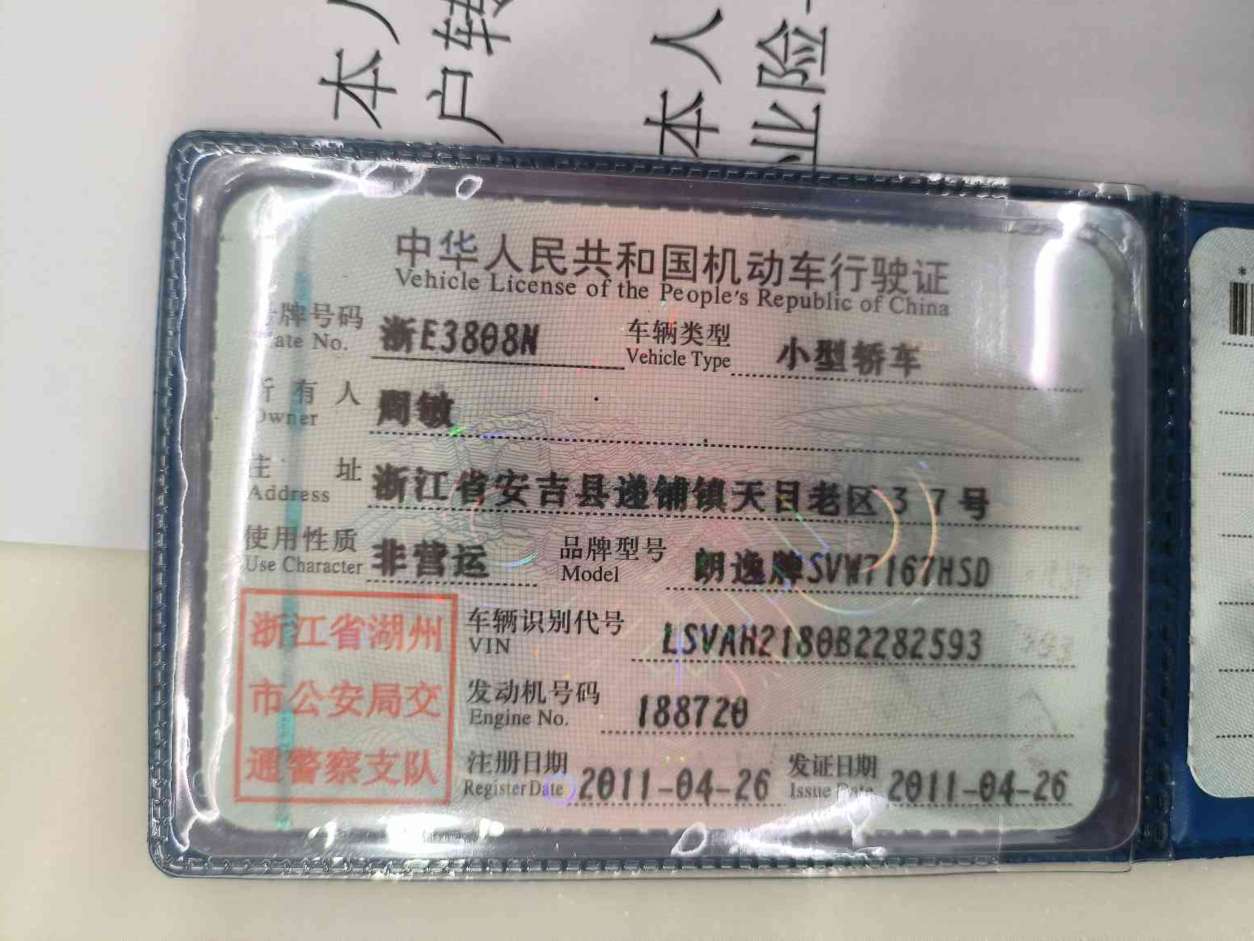 本人
户转
本人
业险
中华人民共和国机动车行驶证
Vehicle License of the People's Republic of China
号牌号码 浙E3808N 车辆类型 小型轿车
Plate No. Vehicle Type
所有人 周敏
Owner
住址 浙江省安吉县递铺镇天目老区37号
Address
使用性质 非营运 品牌型号 朗逸牌SVW7167HSD
Use Character Model
浙江省湖州
市公安局交
通警察支队
车辆识别代号 LSVAH2180B2282593
VIN
发动机号码 188720
Engine No.
注册日期 2011-04-26 发证日期 2011-04-26
Register Date Issue Date